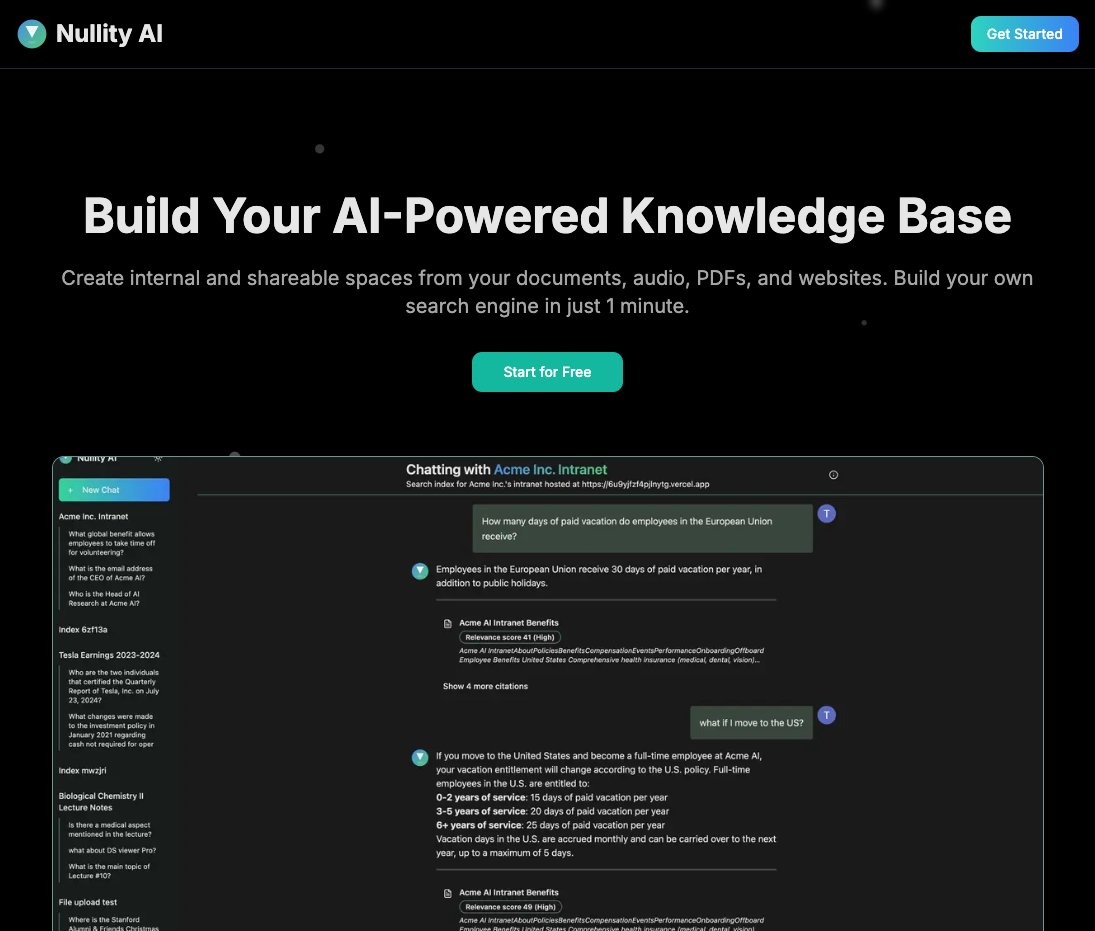 Nullity AI
Get Started
Build Your AI-Powered Knowledge Base
Create internal and shareable spaces from your documents, audio, PDFs, and websites. Build your own
search engine in just 1 minute.
Start for Free
Nullity AI
+ New Chat
Acme Inc. Intranet
What global benefit allows
employees to take time off
for volunteering?
What is the email address
of the CEO of Acme AI?
Who is the Head of AI
Research at Acme AI?
Index 6zf13a
Tesla Earnings 2023-2024
Who are the two individuals
that certified the Quarterly
Report of Tesla, Inc. on July
23, 2024?
What changes were made
to the investment policy in
January 2021 regarding
cash not required for oper
Index mwzjri
Biological Chemistry II
Lecture Notes
Is there a medical aspect
mentioned in the lecture?
what about DS viewer Pro?
What is the main topic of
Lecture #10?
File upload test
Where is the Stanford
Alumni & Friends Christmas
Chatting with Acme Inc. Intranet
Search index for Acme Inc.'s intranet hosted at https://6u9yjfzf4pjlnytg.vercel.app
How many days of paid vacation do employees in the European Union
receive?
T
Employees in the European Union receive 30 days of paid vacation per year, in
addition to public holidays.
Acme AI Intranet Benefits
Relevance score 41 (High)
Acme AI IntranetAboutPoliciesBenefitsCompensationEventsPerformanceOnboardingOffboard
Employee Benefits United States Comprehensive health insurance (medical, dental, vision)...
Show 4 more citations
what if I move to the US?
T
If you move to the United States and become a full-time employee at Acme AI,
your vacation entitlement will change according to the U.S. policy. Full-time
employees in the U.S. are entitled to:
0-2 years of service: 15 days of paid vacation per year
3-5 years of service: 20 days of paid vacation per year
6+ years of service: 25 days of paid vacation per year
Vacation days in the U.S. are accrued monthly and can be carried over to the next
year, up to a maximum of 5 days.
Acme AI Intranet Benefits
Relevance score 49 (High)
Acme AI IntranetAboutPoliciesBenefitsCompensationEventsPerformanceOnboardingOffboard
Employee Benefits United States Comprehensive health insurance (medical, dental, vision)...